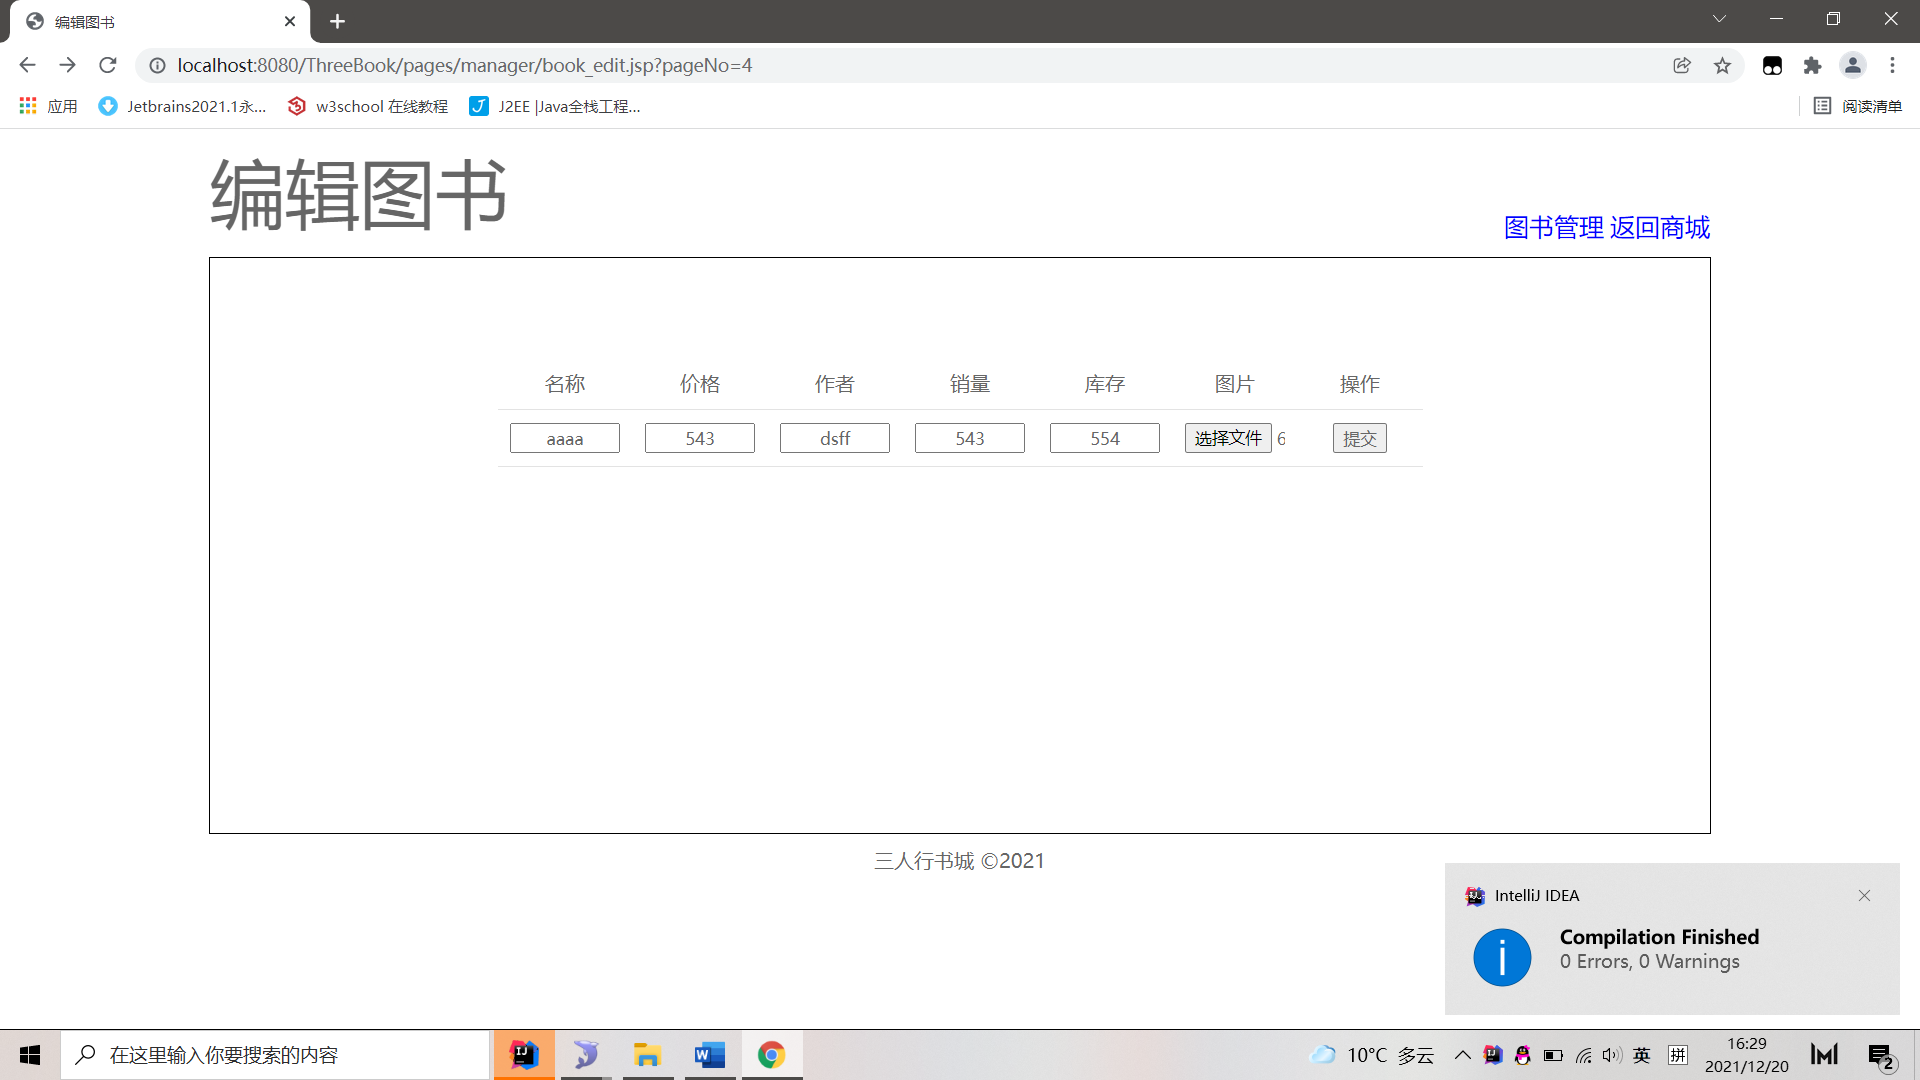 编辑图书
localhost:8080/ThreeBook/pages/manager/book_edit.jsp?pageNo=4
应用 Jetbrains2021.1永... w3school 在线教程 J2EE |Java全栈工程... 阅读清单
编辑图书
图书管理 返回商城
名称 价格 作者 销量 库存 图片 操作
aaaa 543 dsff 543 554 选择文件 6 提交
三人行书城 ©2021
IntelliJ IDEA
Compilation Finished
0 Errors, 0 Warnings
在这里输入你要搜索的内容
10°C 多云 英 拼 16:29
2021/12/20
2